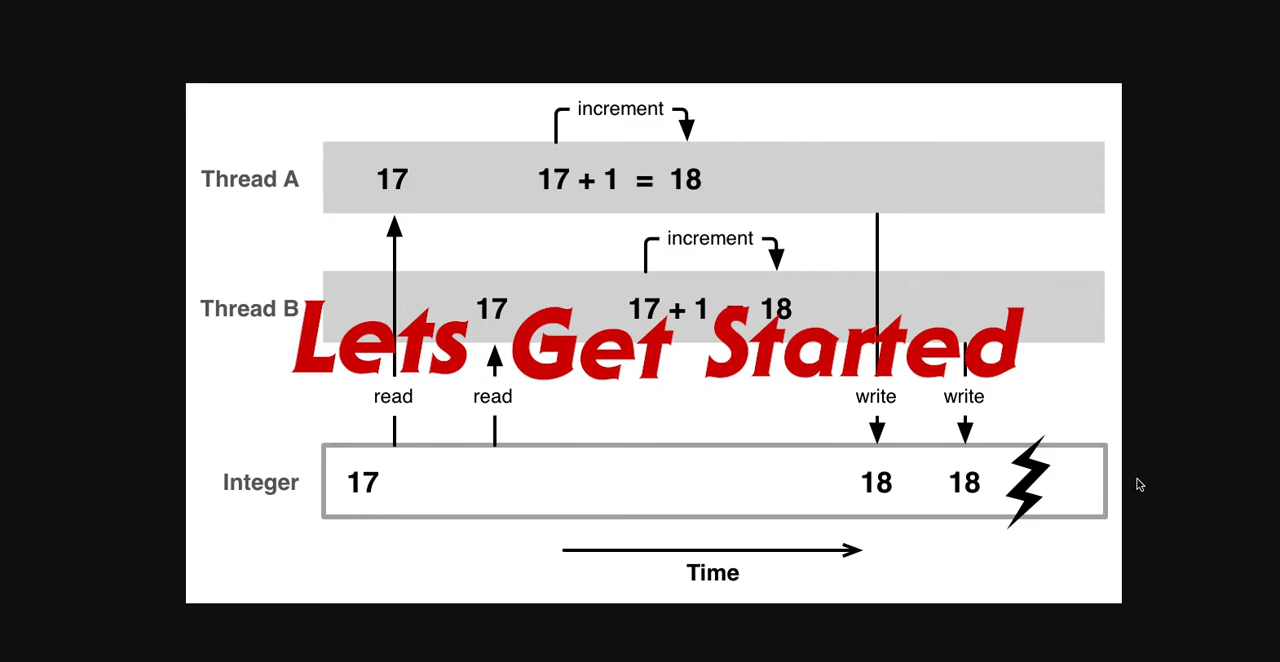 increment
Thread A 17 17 + 1 = 18
increment
Thread B 17 17 + 1 = 18
Lets Get Started
read read write write
Integer 17 18 18
Time